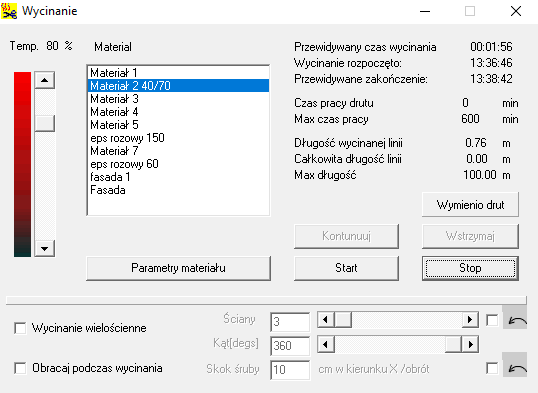 Wycinanie
Temp. 80 %
Material
Materiał 1
Materiał 2 40/70
Materiał 3
Materiał 4
Materiał 5
eps rozowy 150
Materiał 7
eps rozowy 60
fasada 1
Fasada
Parametry materiału
Przewidywany czas wycinania 00:01:56
Wycinanie rozpoczęto: 13:36:46
Przewidywane zakończenie: 13:38:42
Czas pracy drutu 0 min
Max czas pracy 600 min
Długość wycinanej linii 0.76 m
Całkowita długość linii 0.00 m
Max długość 100.00 m
Wymienio drut
Kontunuuj Wstrzymaj
Start Stop
Wycinanie wielościenne
Obracaj podczas wycinania
Ściany 3
Kąt[degs] 360
Skok śruby 10 cm w kierunku X /obrót